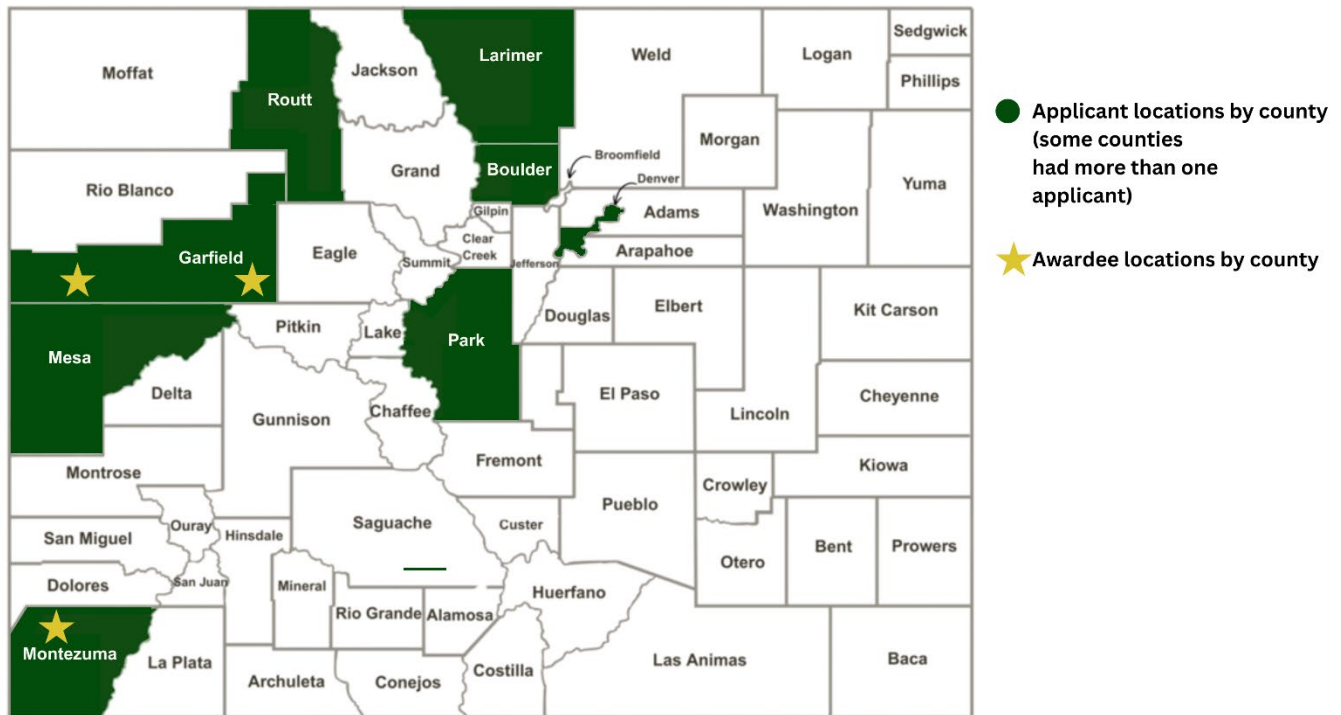 Moffat
Routt
Jackson
Larimer
Weld
Logan
Sedgwick
Phillips
Rio Blanco
Grand
Boulder
Broomfield
Morgan
Denver
Washington
Yuma
Garfield
Eagle
Summit
Gilpin
Clear
Creek
Jefferson
Adams
Arapahoe
Mesa
Pitkin
Lake
Park
Douglas
Elbert
Kit Carson
Delta
Gunnison
Chaffee
El Paso
Lincoln
Cheyenne
Montrose
Fremont
Kiowa
Crowley
Pueblo
Ouray
Hinsdale
Saguache
Custer
San Miguel
Dolores
San Juan
Mineral
Rio Grande
Alamosa
Huerfano
Otero
Bent
Prowers
Montezuma
La Plata
Archuleta
Conejos
Costilla
Las Animas
Baca
Applicant locations by county
(some counties
had more than one
applicant)
Awardee locations by county